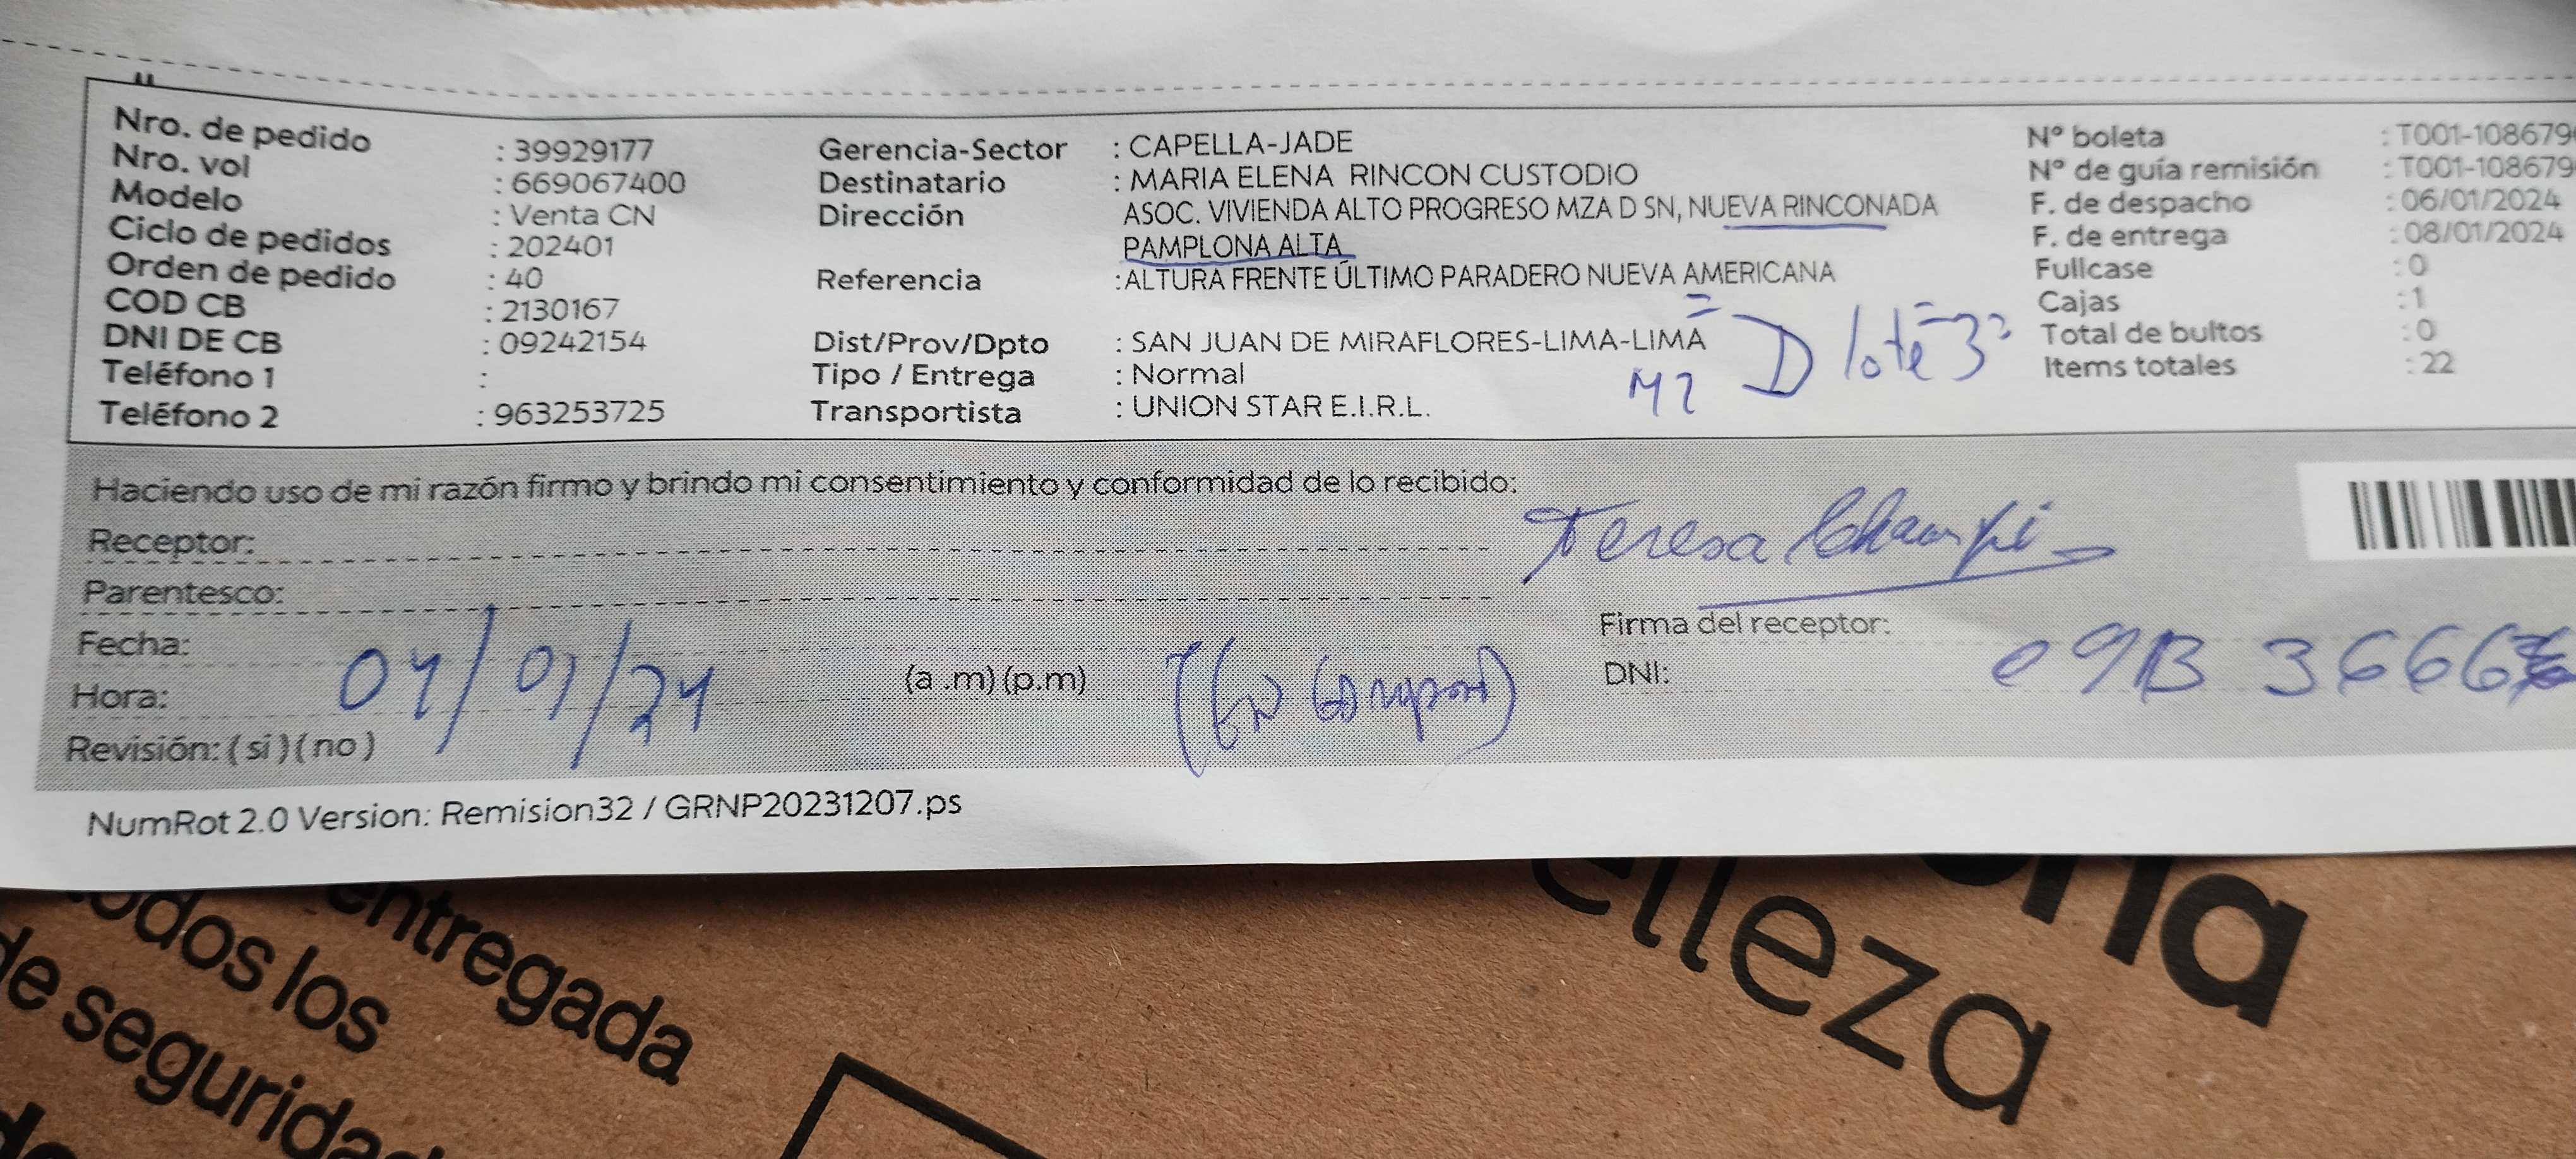 Nro. de pedido : 39929177 Gerencia-Sector : CAPELLA-JADE Nº boleta : T001-108679
Nro. vol : 669067400 Destinatario : MARIA ELENA RINCON CUSTODIO Nº de guía remisión : T001-108679
Modelo : Venta CN Dirección ASOC. VIVIENDA ALTO PROGRESO MZA D SN, NUEVA RINCONADA F. de despacho : 06/01/2024
Ciclo de pedidos : 202401 PAMPLONA ALTA F. de entrega : 08/01/2024
Orden de pedido : 40 Referencia : ALTURA FRENTE ÚLTIMO PARADERO NUEVA AMERICANA Fullcase : 0
COD CB : 2130167 Cajas : 1
DNI DE CB : 09242154 Dist/Prov/Dpto : SAN JUAN DE MIRAFLORES-LIMA-LIMA Total de bultos : 0
Teléfono 1 : Tipo / Entrega : Normal Items totales : 22
Teléfono 2 : 963253725 Transportista : UNION STAR E.I.R.L.
Mz D lote 3
Haciendo uso de mi razón firmo y brindo mi consentimiento y conformidad de lo recibido:
Receptor: Teresa
Parentesco:
Firma del receptor:
Fecha:
Hora: (a .m) (p.m) DNI:
Revisión: ( si ) ( no )
NumRot 2.0 Version: Remision32 / GRNP20231207.ps
entregada
los
de
elleza